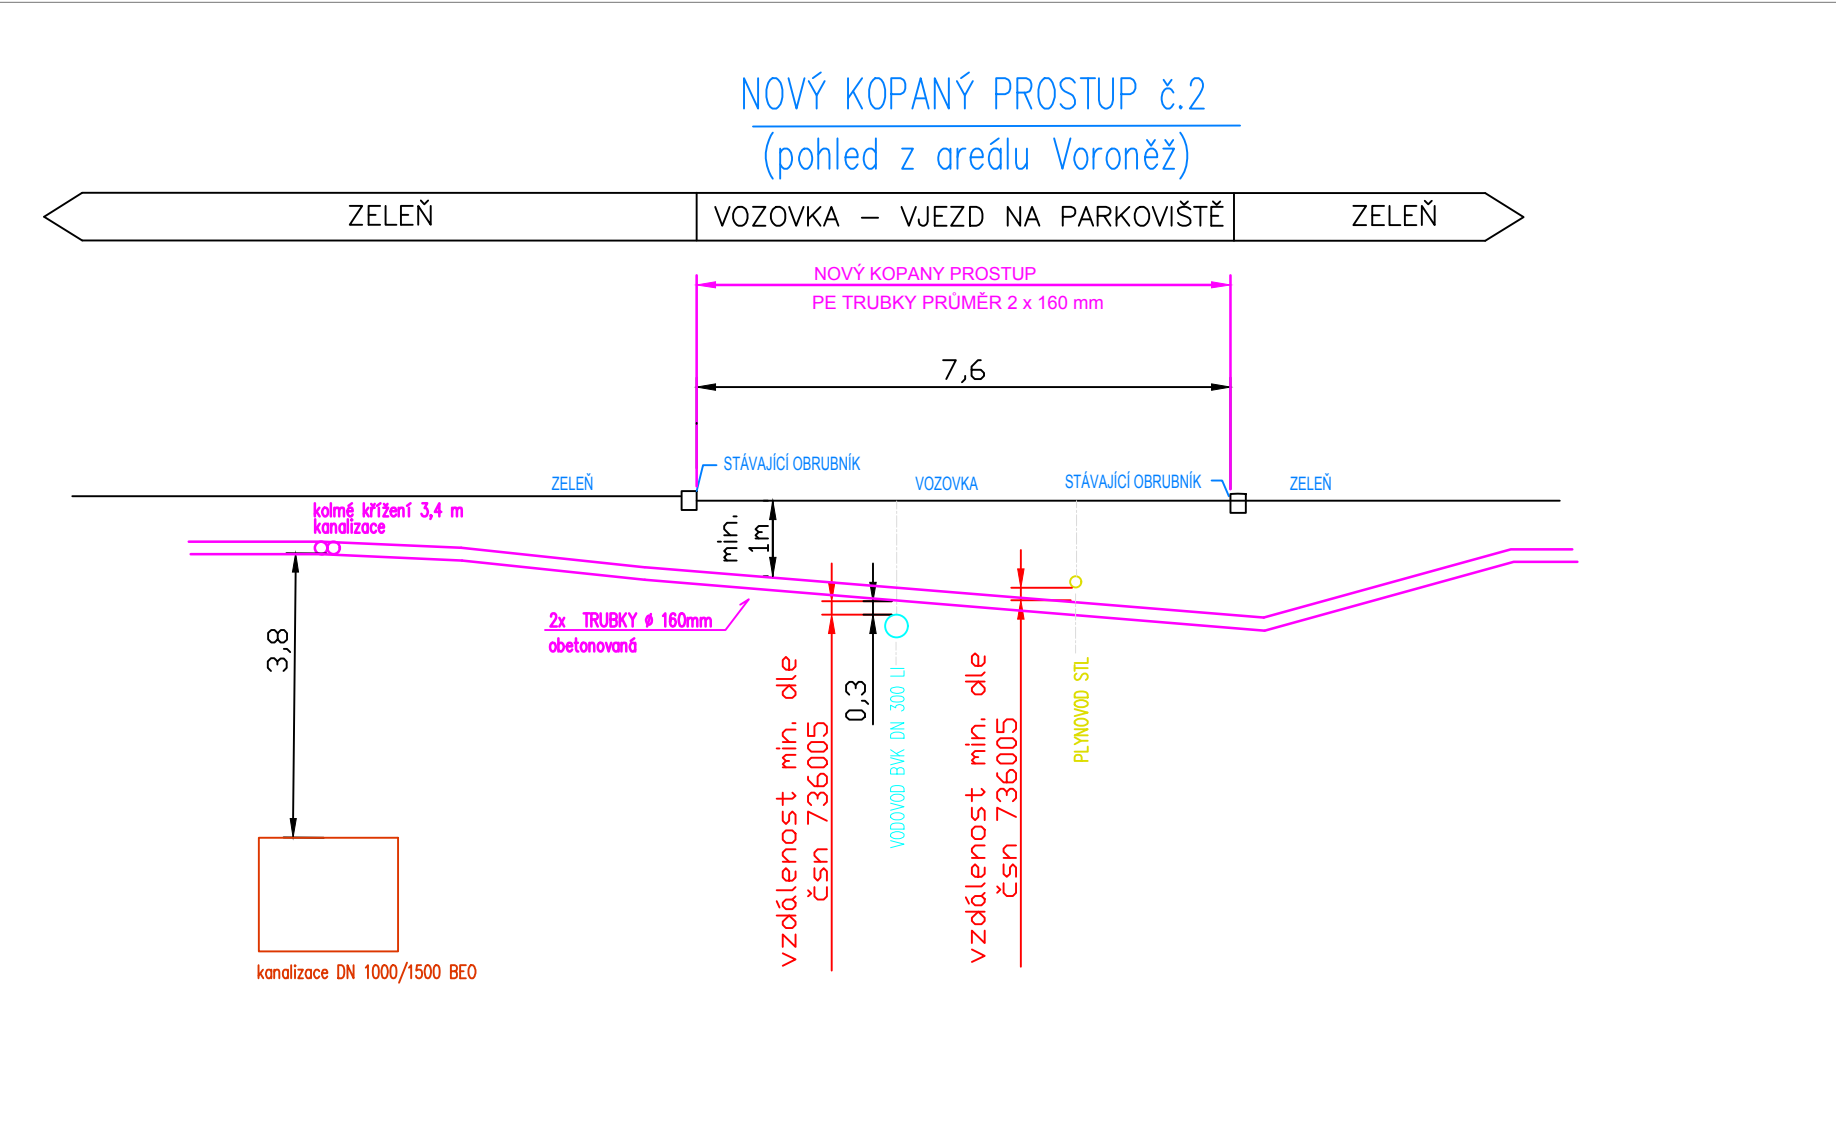 NOVÝ KOPANÝ PROSTUP č.2
(pohled z areálu Voroněž)
ZELEŇ
VOZOVKA – VJEZD NA PARKOVIŠTĚ
ZELEŇ
NOVÝ KOPANY PROSTUP
PE TRUBKY PRŮMĚR 2 x 160 mm
7,6
STÁVAJÍCÍ OBRUBNÍK
ZELEŇ
VOZOVKA
STÁVAJÍCÍ OBRUBNÍK
ZELEŇ
kolmé křížení 3,4 m
kanalizace
min.
1m
2x TRUBKY Ø 160mm
obetonovaná
3,8
0,3
vzdálenost min. dle
čsn 736005
VODOVOD BVK DN 300 LI
vzdálenost min. dle
čsn 736005
PLYNOVOD STL
kanalizace DN 1000/1500 BEO